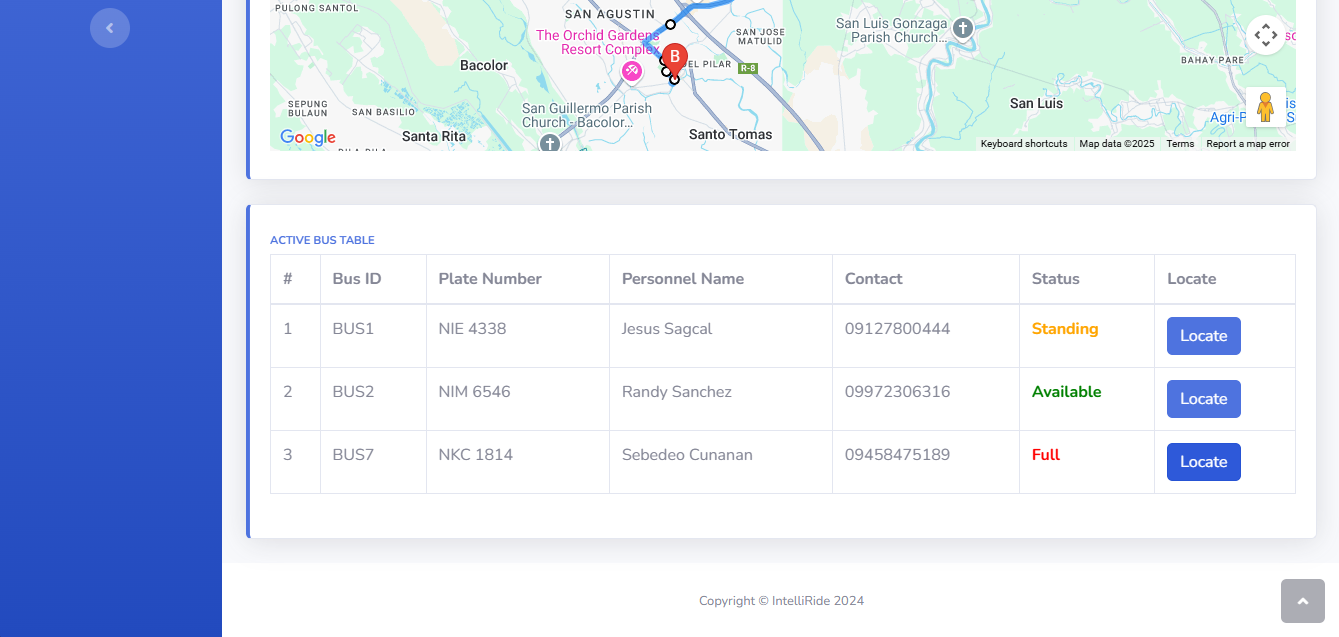 PULONG SANTOL
SAN AGUSTIN
The Orchid Gardens
Resort Complex
SAN JOSE
MATULID
San Luis Gonzaga
Parish Church...
Bacolor
B
DEL PILAR
R-8
BAHAY PARE
SEPUNG
BULAUN
SAN BASILIO
San Guillermo Parish
Church - Bacolor...
San Luis
Agri-P
Google
Santa Rita
Santo Tomas
Keyboard shortcuts
Map data ©2025
Terms
Report a map error
ACTIVE BUS TABLE
# Bus ID Plate Number Personnel Name Contact Status Locate
1 BUS1 NIE 4338 Jesus Sagcal 09127800444 Standing Locate
2 BUS2 NIM 6546 Randy Sanchez 09972306316 Available Locate
3 BUS7 NKC 1814 Sebedeo Cunanan 09458475189 Full Locate
Copyright © IntelliRide 2024